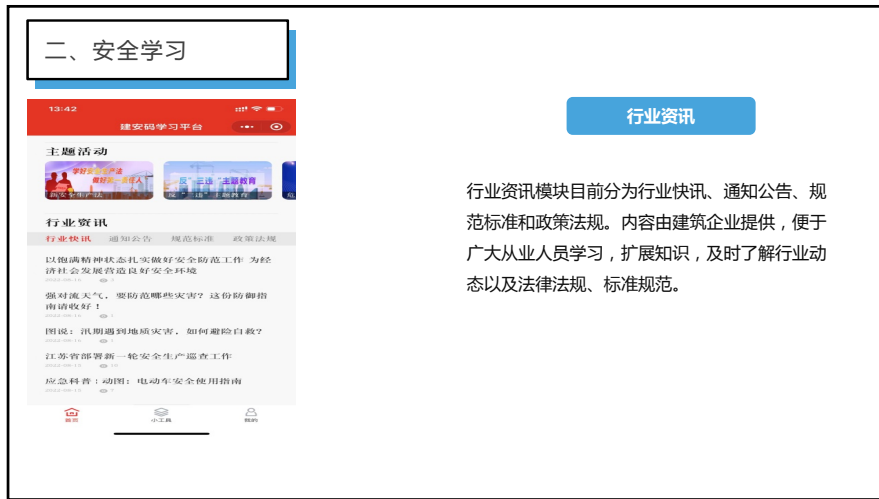 二、安全学习
13:42
建安码学习平台
主题活动
学好安全生产法
新安全生产法
反“三违”主题教育
反“三违”主题教育
行业资讯
行业快讯 通知公告 规范标准 政策法规
以饱满精神状态扎实做好安全防范工作 为经
济社会发展营造良好安全环境
强对流天气，要防范哪些灾害？这份防御指
南请收好！
图说：汛期遇到地质灾害，如何避险自救？
江苏省部署新一轮安全生产巡查工作
应急科普|动图：电动车安全使用指南
首页 小工具 我的
行业资讯
行业资讯模块目前分为行业快讯、通知公告、规
范标准和政策法规。内容由建筑企业提供，便于
广大从业人员学习，扩展知识，及时了解行业动
态以及法律法规、标准规范。